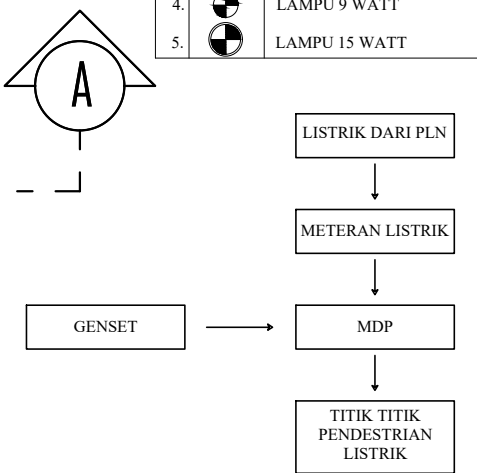 4. LAMPU 9 WATT
5. LAMPU 15 WATT
A
LISTRIK DARI PLN
METERAN LISTRIK
GENSET
MDP
TITIK TITIK
PENDESTRIAN
LISTRIK